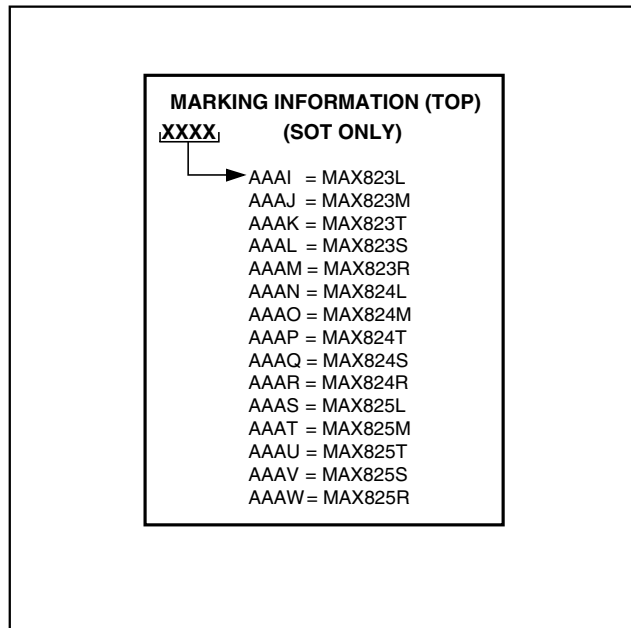 MARKING INFORMATION (TOP)
XXXX (SOT ONLY)
AAAI = MAX823L
AAAJ = MAX823M
AAAK = MAX823T
AAAL = MAX823S
AAAM = MAX823R
AAAN = MAX824L
AAAO = MAX824M
AAAP = MAX824T
AAAQ = MAX824S
AAAR = MAX824R
AAAS = MAX825L
AAAT = MAX825M
AAAU = MAX825T
AAAV = MAX825S
AAAW = MAX825R